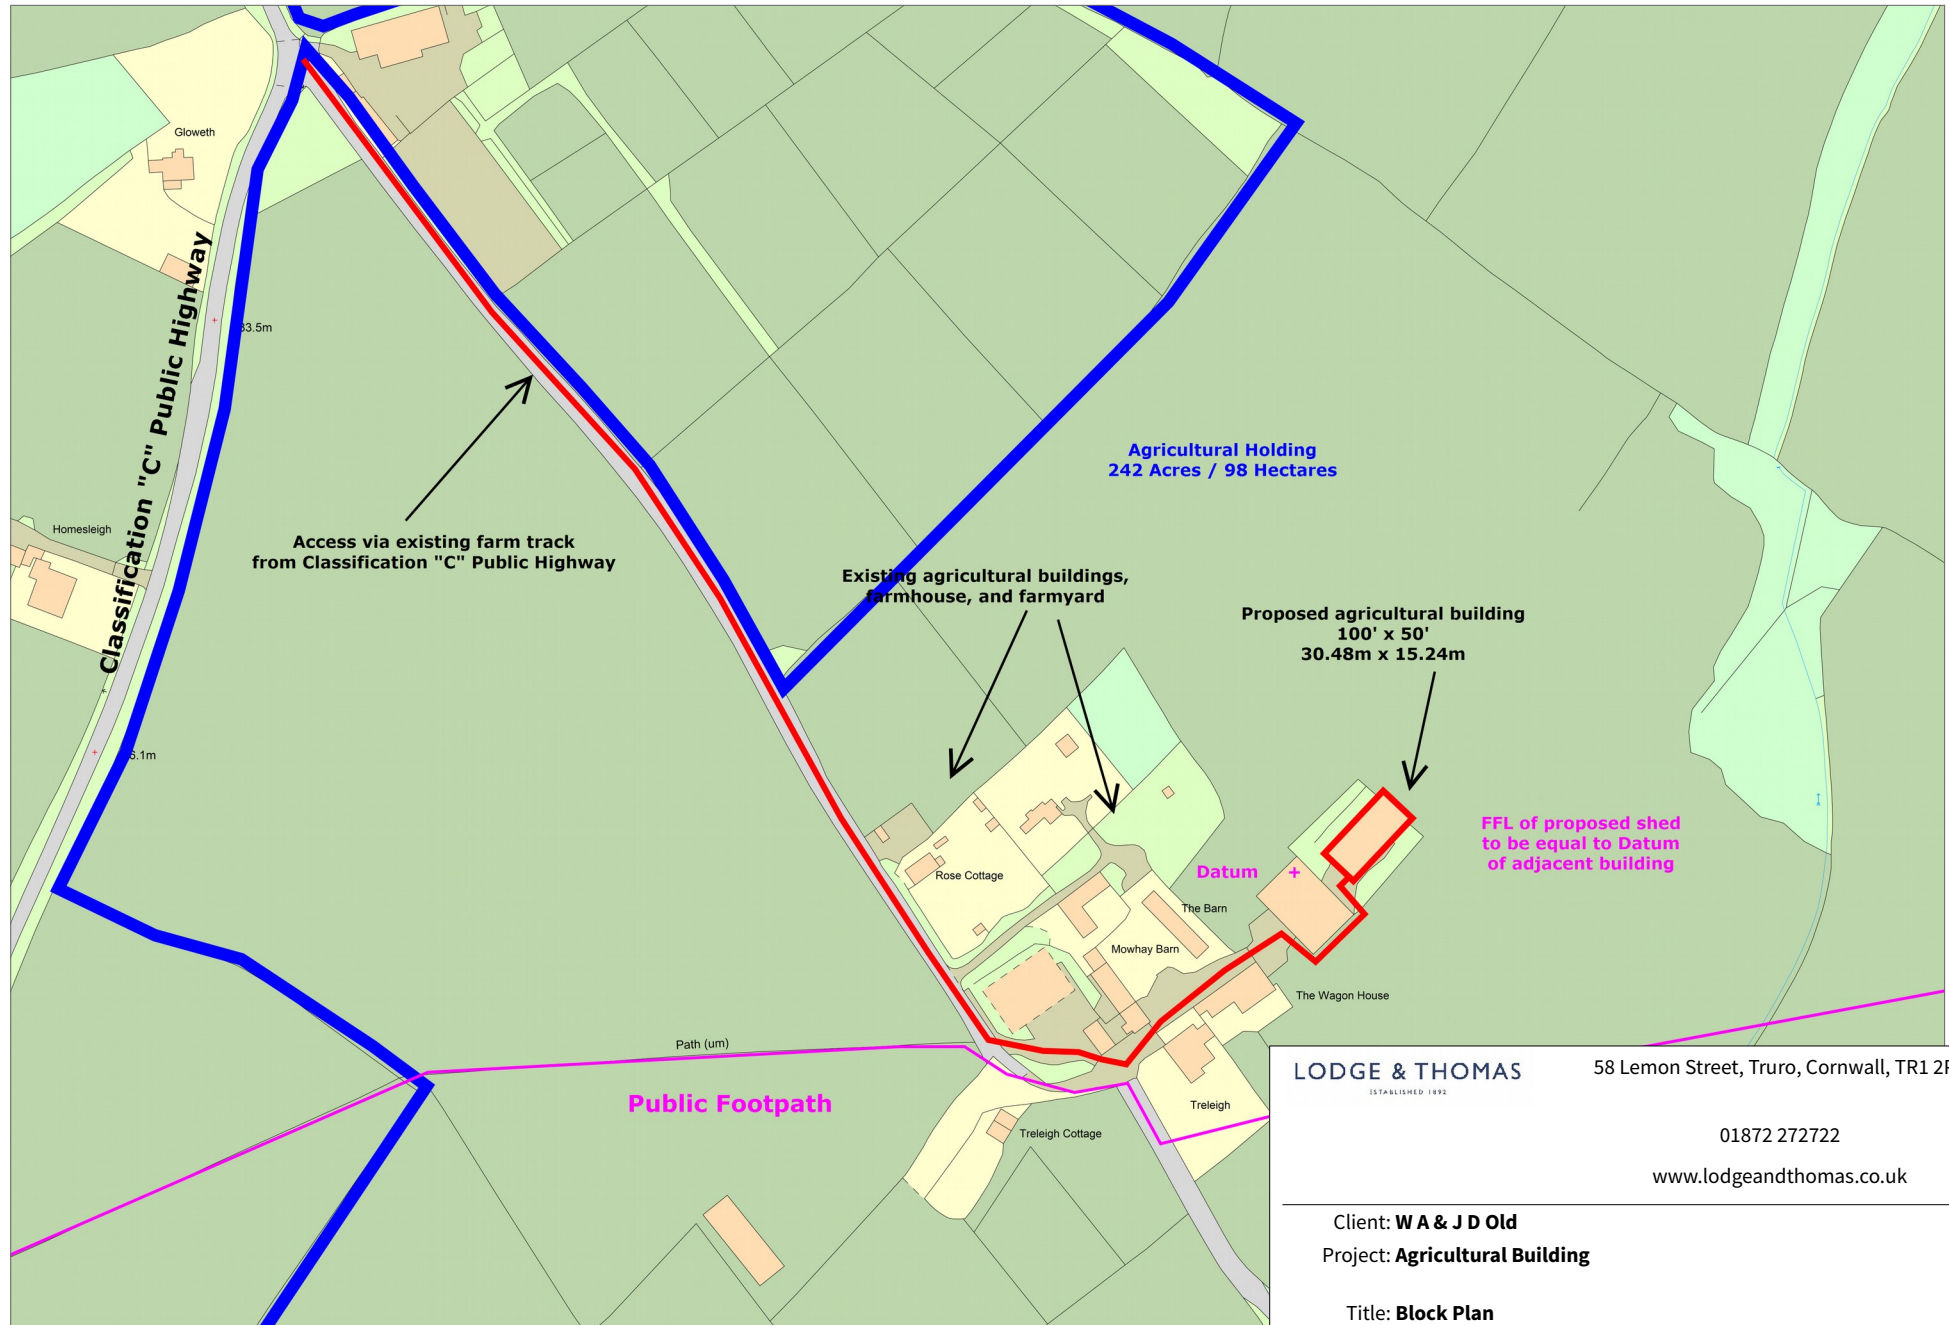 Gloweth
Classification "C" Public Highway
33.5m
Homesleigh
Access via existing farm track
from Classification "C" Public Highway
Agricultural Holding
242 Acres / 98 Hectares
Existing agricultural buildings,
farmhouse, and farmyard
Proposed agricultural building
100' x 50'
30.48m x 15.24m
6.1m
FFL of proposed shed
to be equal to Datum
of adjacent building
Datum
Rose Cottage
The Barn
Mowhay Barn
The Wagon House
Path (um)
Public Footpath
Treleigh
Treleigh Cottage
LODGE & THOMAS
ESTABLISHED 1892
58 Lemon Street, Truro, Cornwall, TR1 2
01872 272722
www.lodgeandthomas.co.uk
Client: W A & J D Old
Project: Agricultural Building
Title: Block Plan